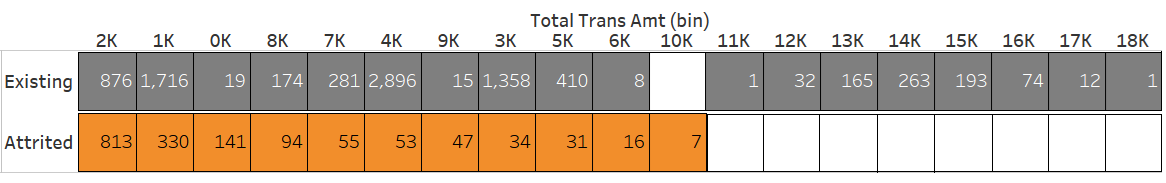 Total Trans Amt (bin)
2K 1K 0K 8K 7K 4K 9K 3K 5K 6K 10K 11K 12K 13K 14K 15K 16K 17K 18K
Existing 876 1,716 19 174 281 2,896 15 1,358 410 8 1 32 165 263 193 74 12 1
Attrited 813 330 141 94 55 53 47 34 31 16 7